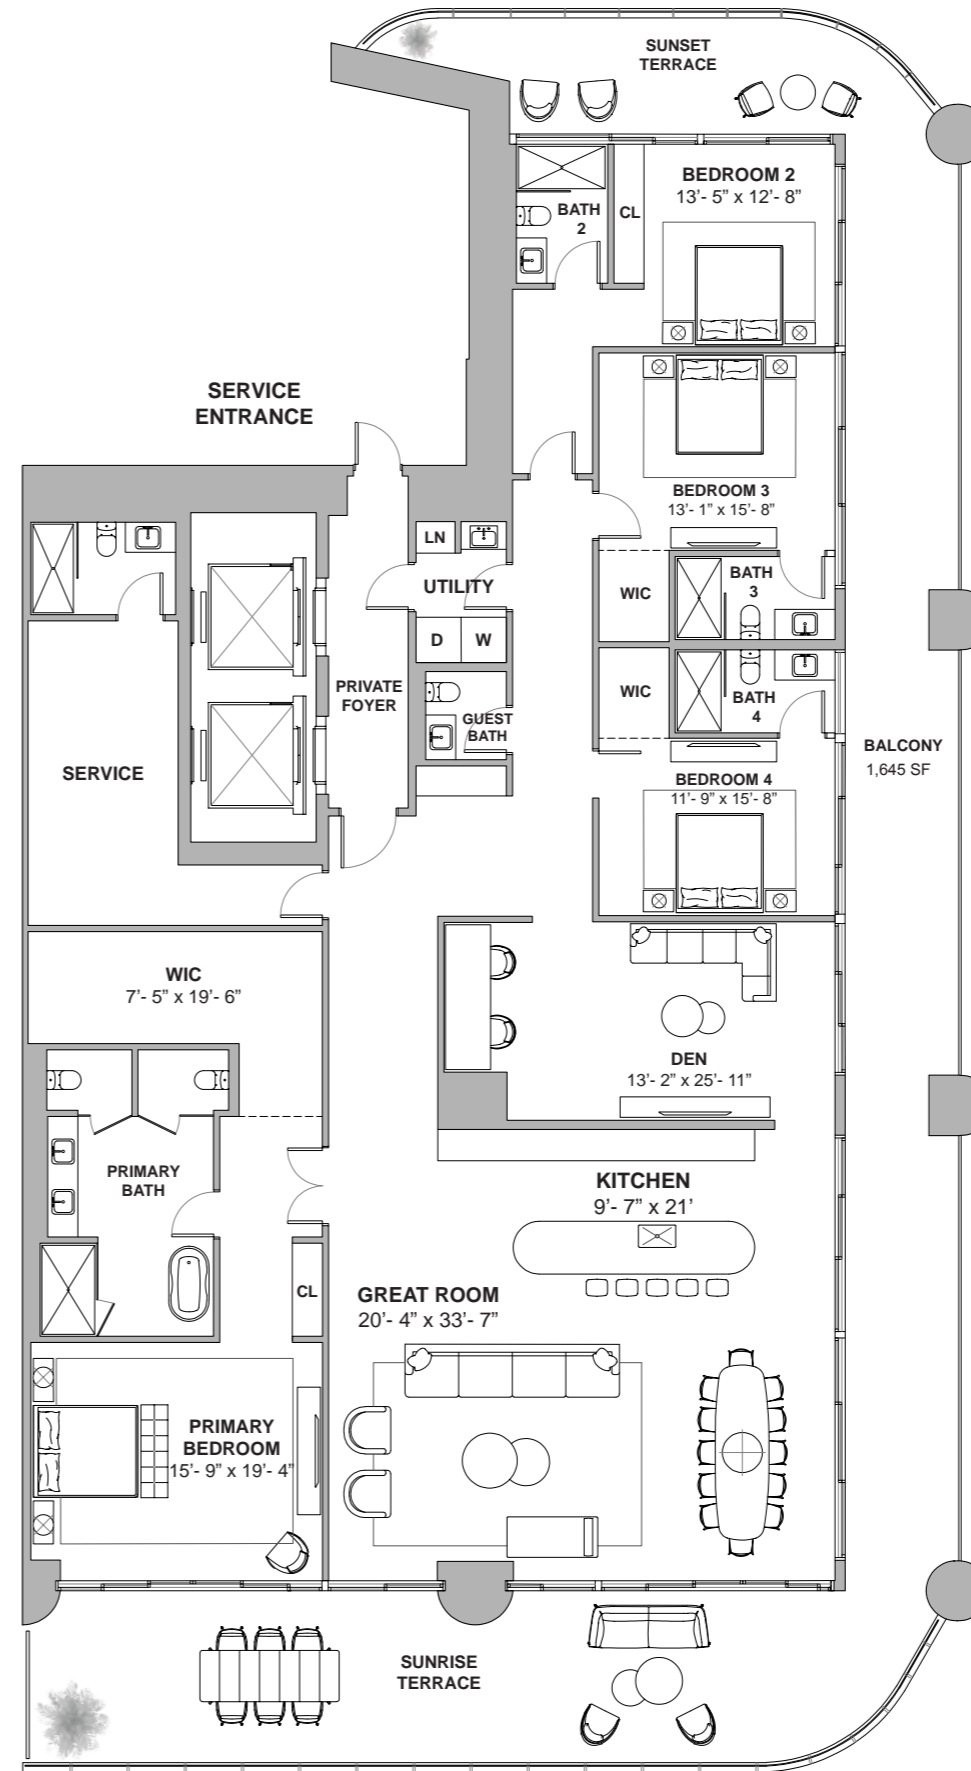 SUNSET
TERRACE
BEDROOM 2
13’- 5” x 12’- 8”
BATH
2
CL
SERVICE
ENTRANCE
BEDROOM 3
13’- 1” x 15’- 8”
LN
UTILITY
D
W
WIC
BATH
3
PRIVATE
FOYER
GUEST
BATH
WIC
BATH
4
SERVICE
BALCONY
1,645 SF
BEDROOM 4
11’- 9” x 15’- 8”
WIC
7’- 5” x 19’- 6”
DEN
13’- 2” x 25’- 11”
PRIMARY
BATH
KITCHEN
9’- 7” x 21’
CL
GREAT ROOM
20’- 4” x 33’- 7”
PRIMARY
BEDROOM
15’- 9” x 19’- 4”
SUNRISE
TERRACE